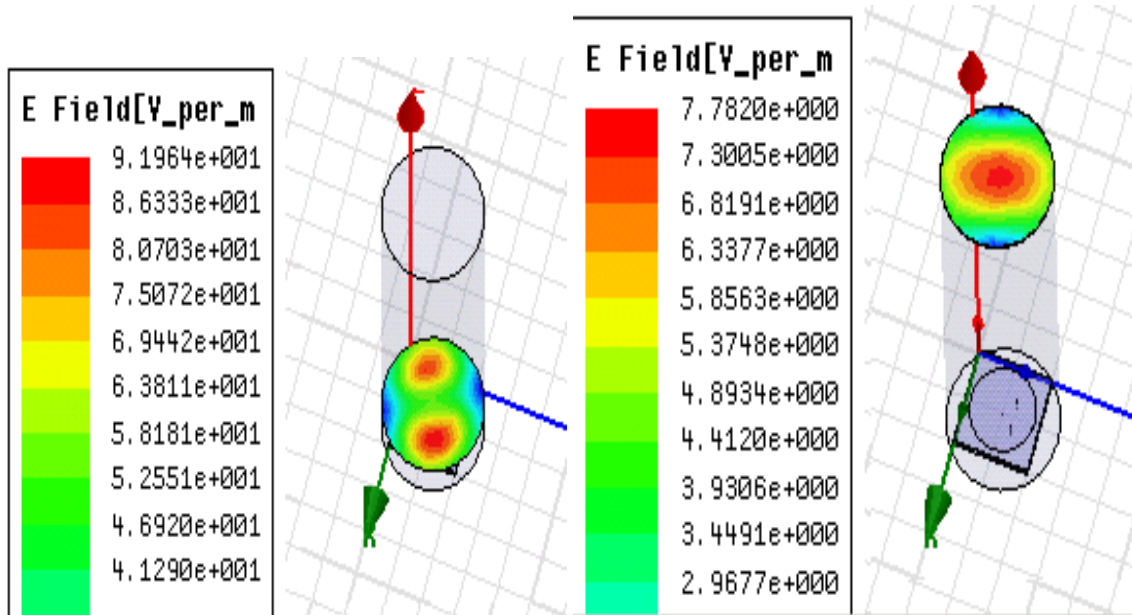 E Field[V_per_m
9.1964e+001
8.6333e+001
8.0703e+001
7.5072e+001
6.9442e+001
6.3811e+001
5.8181e+001
5.2551e+001
4.6920e+001
4.1290e+001
E Field[V_per_m
7.7820e+000
7.3005e+000
6.8191e+000
6.3377e+000
5.8563e+000
5.3748e+000
4.8934e+000
4.4120e+000
3.9306e+000
3.4491e+000
2.9677e+000